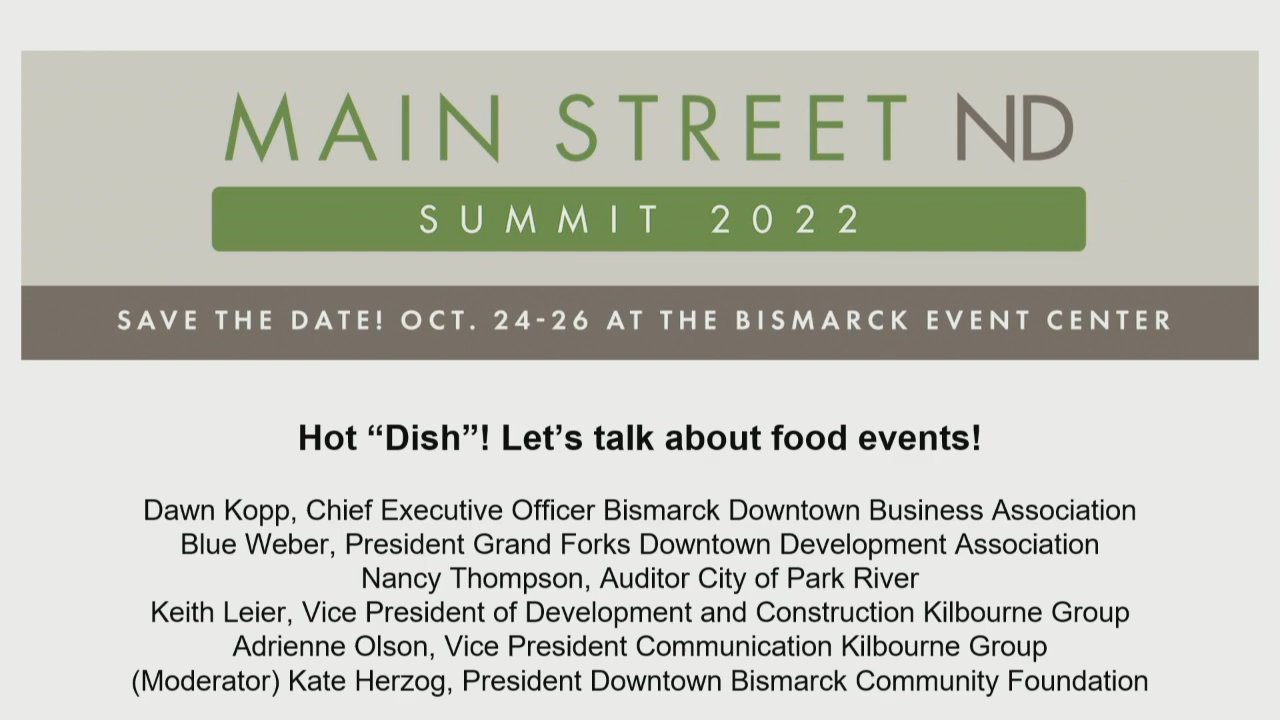 MAIN STREET ND
SUMMIT 2022
SAVE THE DATE! OCT. 24-26 AT THE BISMARCK EVENT CENTER
Hot “Dish”! Let’s talk about food events!
Dawn Kopp, Chief Executive Officer Bismarck Downtown Business Association
Blue Weber, President Grand Forks Downtown Development Association
Nancy Thompson, Auditor City of Park River
Keith Leier, Vice President of Development and Construction Kilbourne Group
Adrienne Olson, Vice President Communication Kilbourne Group
(Moderator) Kate Herzog, President Downtown Bismarck Community Foundation